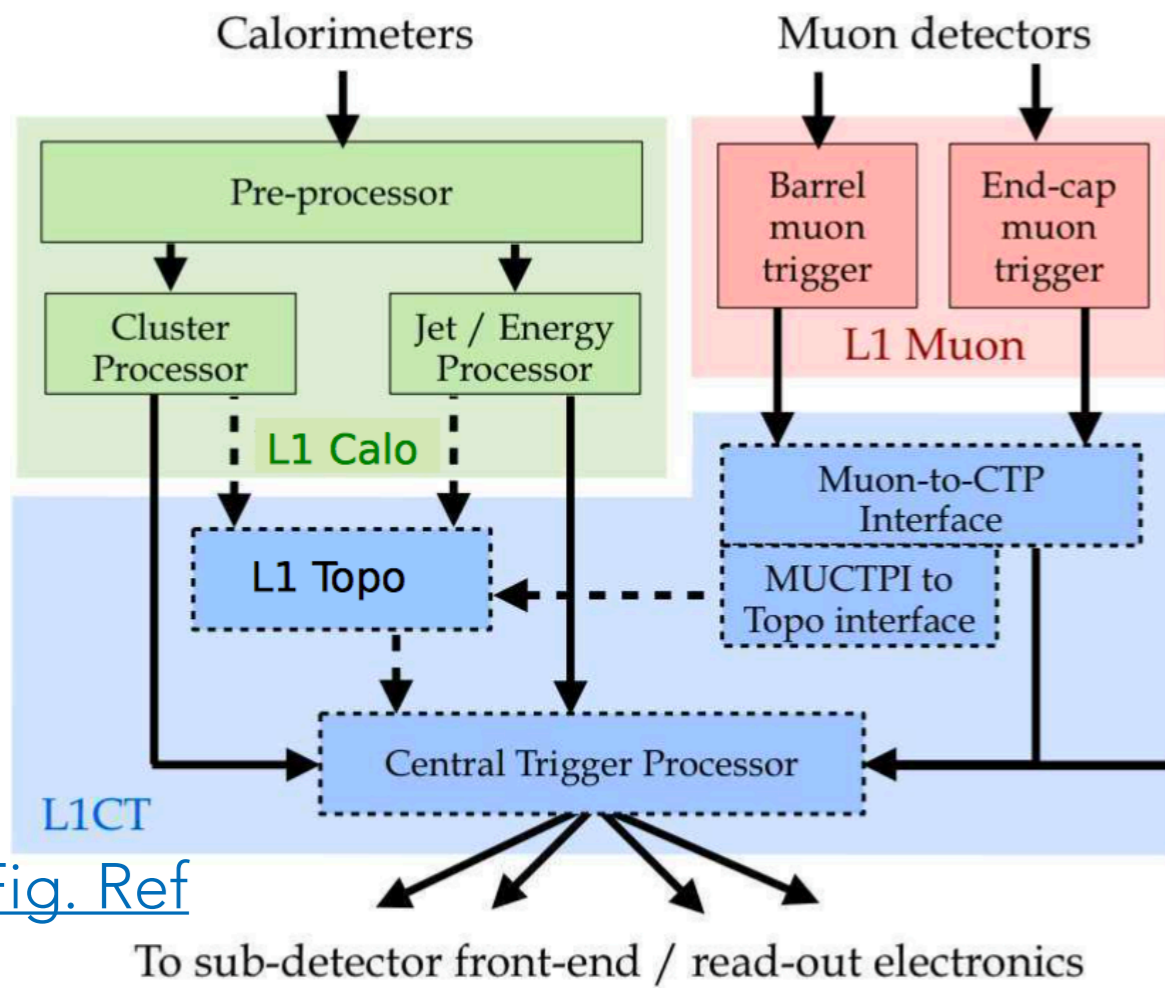 Calorimeters
Muon detectors
Pre-processor
Barrel
muon
trigger
End-cap
muon
trigger
Cluster
Processor
Jet / Energy
Processor
L1 Muon
L1 Calo
Muon-to-CTP
Interface
L1 Topo
MUCTPI to
Topo interface
Central Trigger Processor
L1CT
Fig. Ref
To sub-detector front-end / read-out electronics